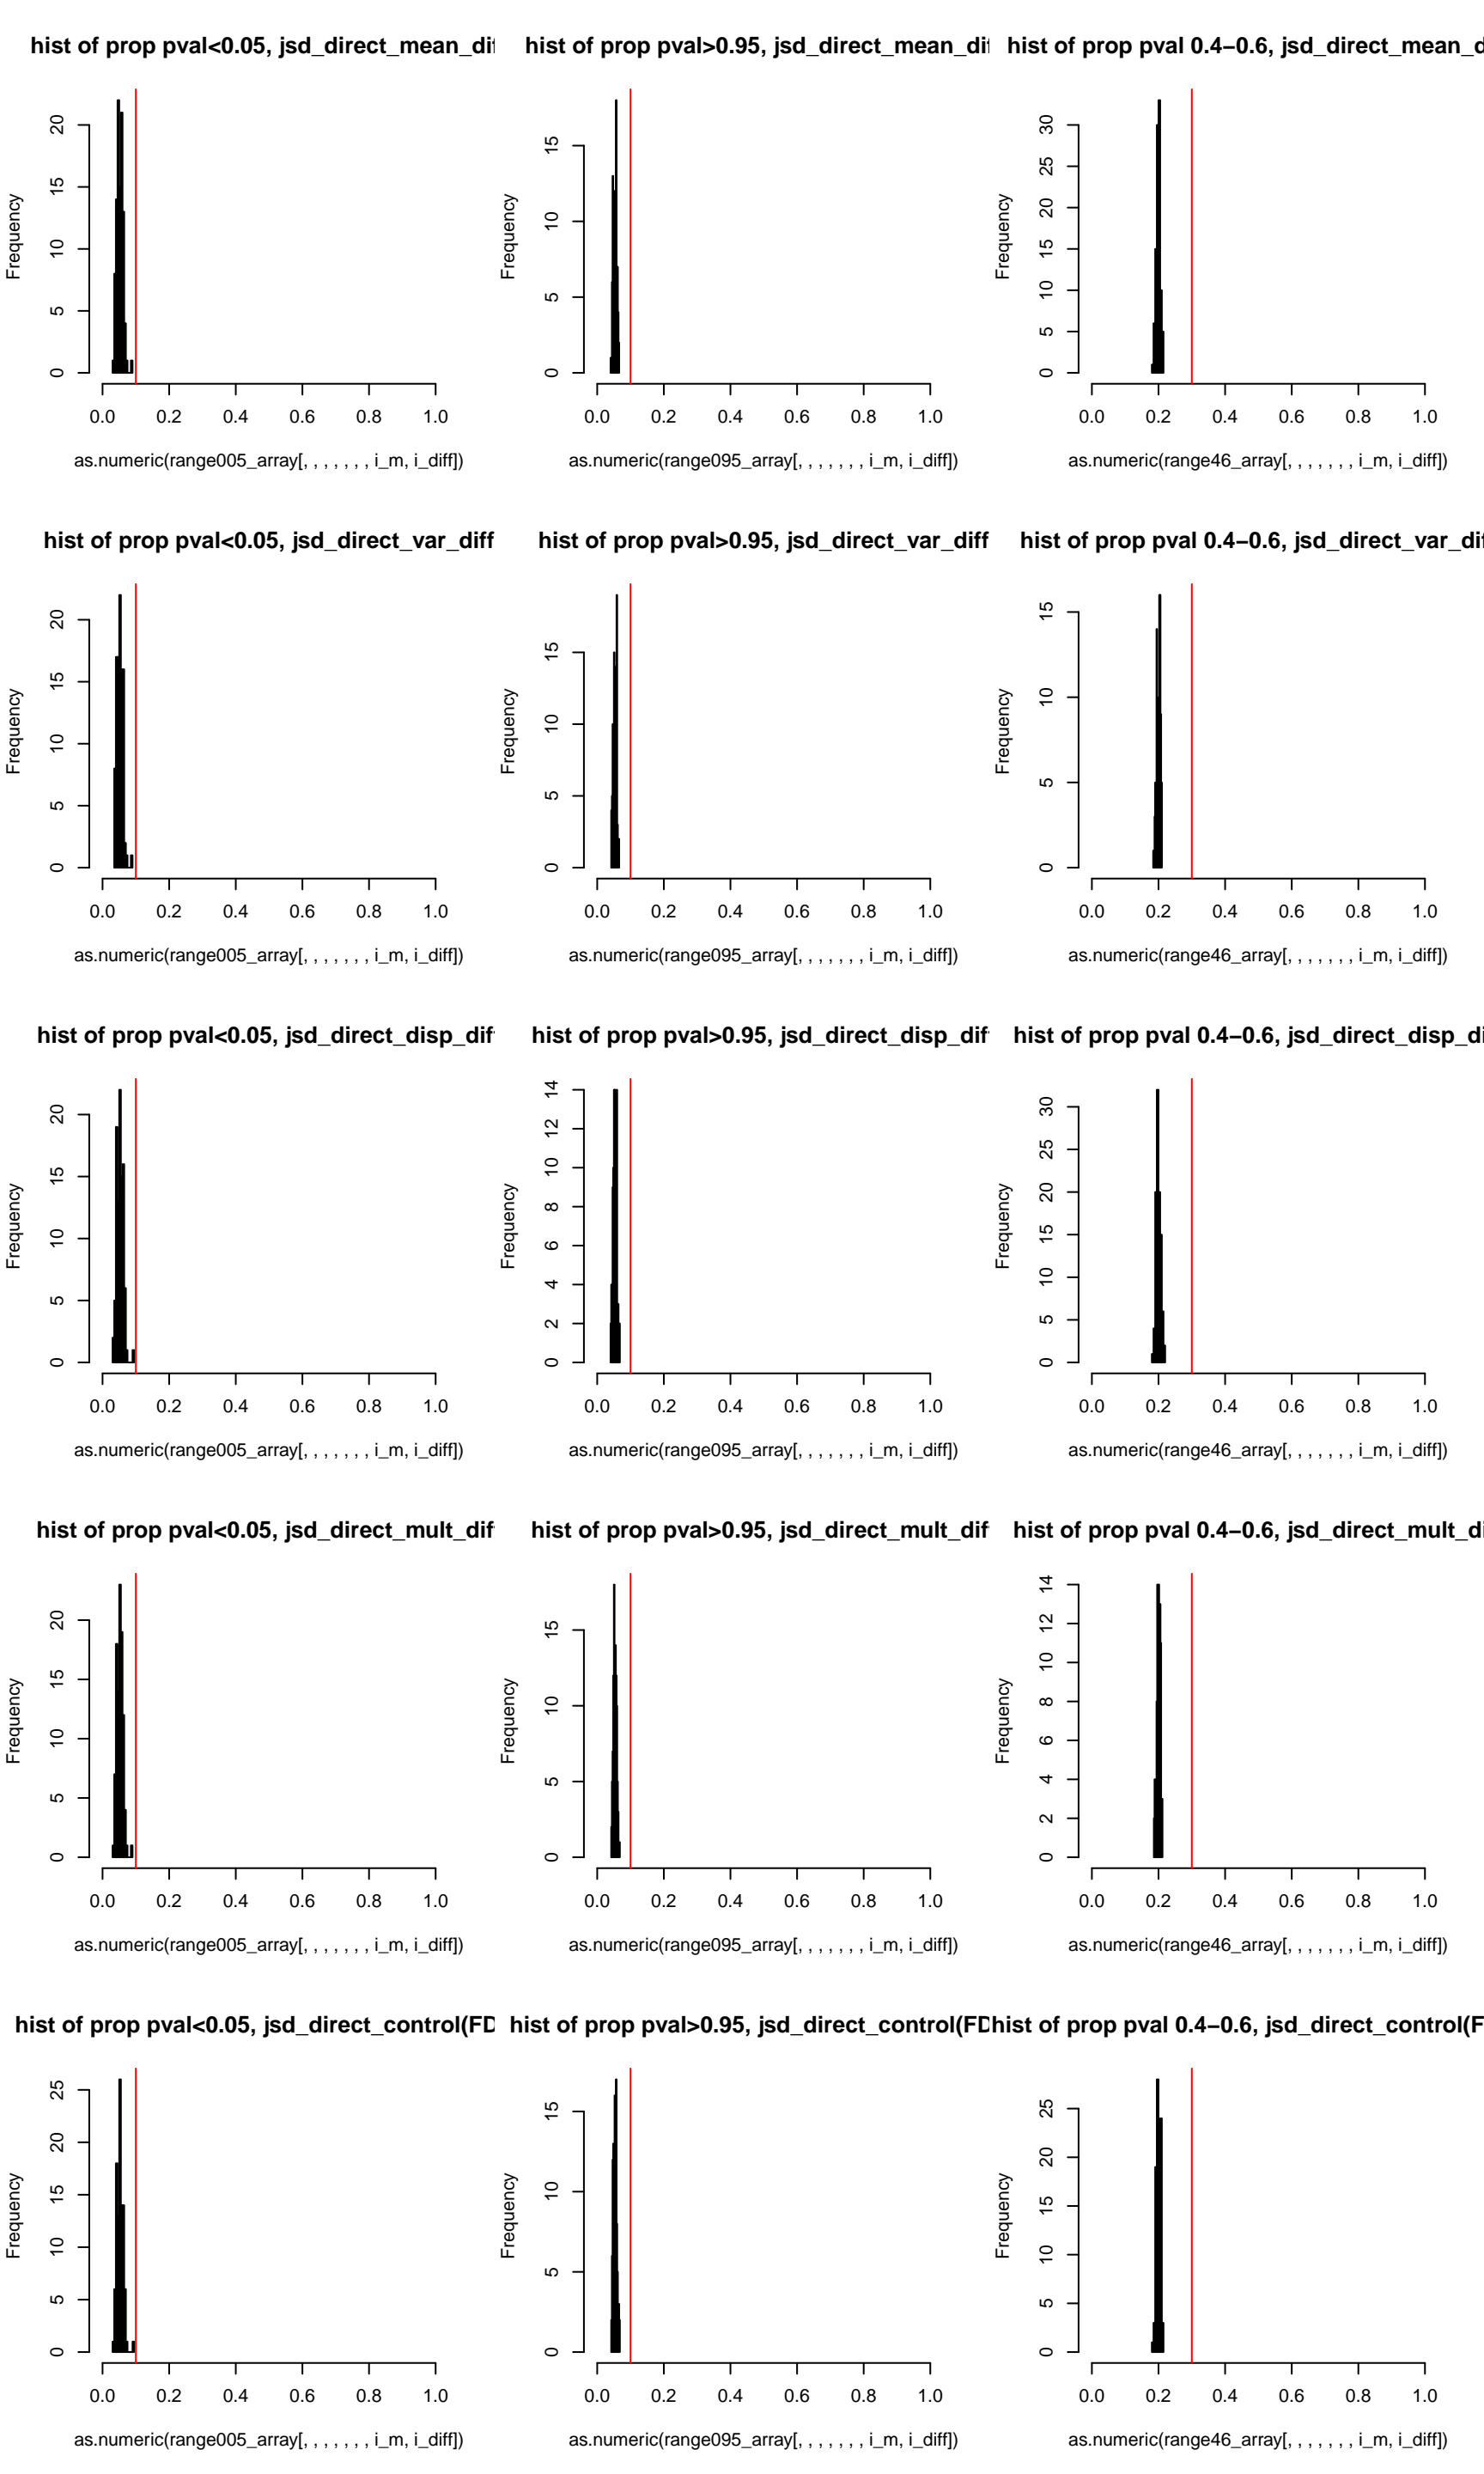 hist of prop pval<0.05, jsd_direct_mean_dif
Frequency
0 5 10 15 20
0.0 0.2 0.4 0.6 0.8 1.0
as.numeric(range005_array[, , , , , , , i_m, i_diff])
hist of prop pval>0.95, jsd_direct_mean_dif
Frequency
0 5 10 15
0.0 0.2 0.4 0.6 0.8 1.0
as.numeric(range095_array[, , , , , , , i_m, i_diff])
hist of prop pval 0.4−0.6, jsd_direct_mean_d
Frequency
0 5 10 15 20 25 30
0.0 0.2 0.4 0.6 0.8 1.0
as.numeric(range46_array[, , , , , , , i_m, i_diff])
hist of prop pval<0.05, jsd_direct_var_diff
Frequency
0 5 10 15 20
0.0 0.2 0.4 0.6 0.8 1.0
as.numeric(range005_array[, , , , , , , i_m, i_diff])
hist of prop pval>0.95, jsd_direct_var_diff
Frequency
0 5 10 15
0.0 0.2 0.4 0.6 0.8 1.0
as.numeric(range095_array[, , , , , , , i_m, i_diff])
hist of prop pval 0.4−0.6, jsd_direct_var_dif
Frequency
0 5 10 15
0.0 0.2 0.4 0.6 0.8 1.0
as.numeric(range46_array[, , , , , , , i_m, i_diff])
hist of prop pval<0.05, jsd_direct_disp_dif
Frequency
0 5 10 15 20
0.0 0.2 0.4 0.6 0.8 1.0
as.numeric(range005_array[, , , , , , , i_m, i_diff])
hist of prop pval>0.95, jsd_direct_disp_dif
Frequency
0 2 4 6 8 10 12 14
0.0 0.2 0.4 0.6 0.8 1.0
as.numeric(range095_array[, , , , , , , i_m, i_diff])
hist of prop pval 0.4−0.6, jsd_direct_disp_di
Frequency
0 5 10 15 20 25 30
0.0 0.2 0.4 0.6 0.8 1.0
as.numeric(range46_array[, , , , , , , i_m, i_diff])
hist of prop pval<0.05, jsd_direct_mult_dif
Frequency
0 5 10 15 20
0.0 0.2 0.4 0.6 0.8 1.0
as.numeric(range005_array[, , , , , , , i_m, i_diff])
hist of prop pval>0.95, jsd_direct_mult_dif
Frequency
0 5 10 15
0.0 0.2 0.4 0.6 0.8 1.0
as.numeric(range095_array[, , , , , , , i_m, i_diff])
hist of prop pval 0.4−0.6, jsd_direct_mult_di
Frequency
0 2 4 6 8 10 12 14
0.0 0.2 0.4 0.6 0.8 1.0
as.numeric(range46_array[, , , , , , , i_m, i_diff])
hist of prop pval<0.05, jsd_direct_control(FD
Frequency
0 5 10 15 20 25
0.0 0.2 0.4 0.6 0.8 1.0
as.numeric(range005_array[, , , , , , , i_m, i_diff])
hist of prop pval>0.95, jsd_direct_control(FD
Frequency
0 5 10 15
0.0 0.2 0.4 0.6 0.8 1.0
as.numeric(range095_array[, , , , , , , i_m, i_diff])
hist of prop pval 0.4−0.6, jsd_direct_control(F
Frequency
0 5 10 15 20 25
0.0 0.2 0.4 0.6 0.8 1.0
as.numeric(range46_array[, , , , , , , i_m, i_diff])